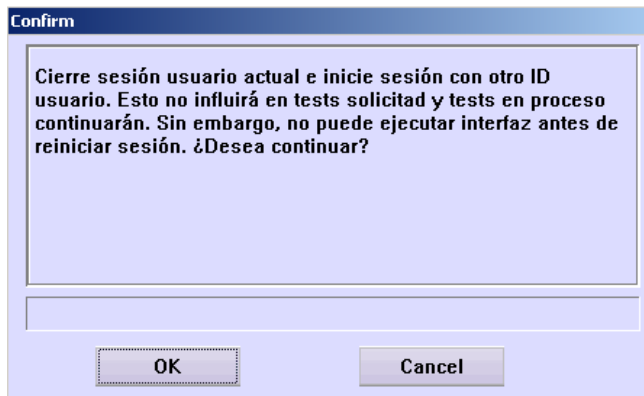 Confirm
Cierre sesión usuario actual e inicie sesión con otro ID
usuario. Esto no influirá en tests solicitad y tests en proceso
continuarán. Sin embargo, no puede ejecutar interfaz antes de
reiniciar sesión. ¿Desea continuar?
OK
Cancel